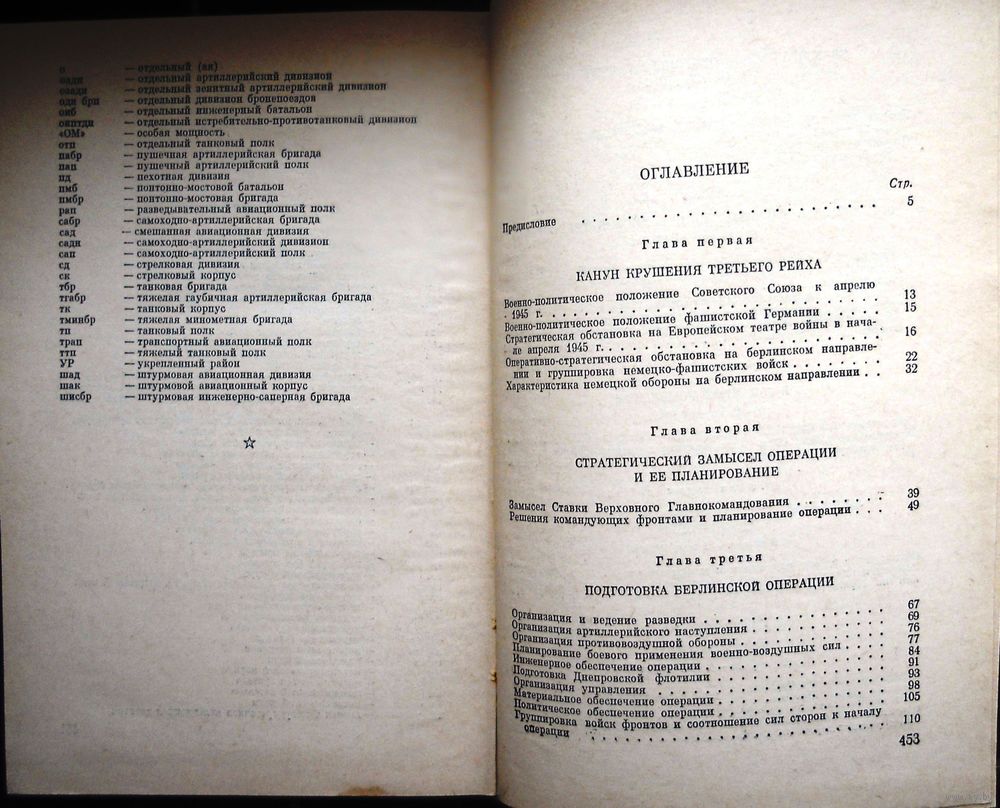 о — отдельный (ая)
оадн — отдельный артиллерийский дивизион
озадн — отдельный зенитный артиллерийский дивизион
одн брп — отдельный дивизион бронепоездов
оиб — отдельный инженерный батальон
оиптдн — отдельный истребительно-противотанковый дивизион
«ОМ» — особая мощность
отп — отдельный танковый полк
пабр — пушечная артиллерийская бригада
пап — пушечный артиллерийский полк
пд — пехотная дивизия
пмб — понтонно-мостовой батальон
пмбр — понтонно-мостовая бригада
рап — разведывательный авиационный полк
сабр — самоходно-артиллерийская бригада
сад — смешанная авиационная дивизия
садн — самоходно-артиллерийский дивизион
сап — самоходно-артиллерийский полк
сд — стрелковая дивизия
ск — стрелковый корпус
тбр — танковая бригада
тгабр — тяжелая гаубичная артиллерийская бригада
тк — танковый корпус
тминбр — тяжелая минометная бригада
тп — танковый полк
трап — транспортный авиационный полк
ттп — тяжелый танковый полк
УР — укрепленный район
шад — штурмовая авиационная дивизия
шак — штурмовой авиационный корпус
шисбр — штурмовая инженерно-саперная бригада
ОГЛАВЛЕНИЕ
Стр.
Предисловие . . . . . 5
Глава первая
КАНУН КРУШЕНИЯ ТРЕТЬЕГО РЕЙХА
Военно-политическое положение Советского Союза к апрелю
1945 г. . . . . . 13
Военно-политическое положение фашистской Германии . . . . . 15
Стратегическая обстановка на Европейском театре войны в нача-
ле апреля 1945 г. . . . . . 16
Оперативно-стратегическая обстановка на берлинском направле-
нии и группировка немецко-фашистских войск . . . . . 22
Характеристика немецкой обороны на берлинском направлении . . 32
Глава вторая
СТРАТЕГИЧЕСКИЙ ЗАМЫСЕЛ ОПЕРАЦИИ
И ЕЕ ПЛАНИРОВАНИЕ
Замысел Ставки Верховного Главнокомандования . . . . . 39
Решения командующих фронтами и планирование операции . . . 49
Глава третья
ПОДГОТОВКА БЕРЛИНСКОЙ ОПЕРАЦИИ
Организация и ведение разведки . . . . . 67
Организация артиллерийского наступления . . . . . 69
Организация противовоздушной обороны . . . . . 76
Планирование боевого применения военно-воздушных сил . . . . 77
Инженерное обеспечение операции . . . . . 84
Подготовка Днепровской флотилии . . . . . 91
Организация управления . . . . . 93
Материальное обеспечение операции . . . . . 98
Политическое обеспечение операции . . . . . 105
Группировка войск фронтов и соотношение сил сторон к началу
операции . . . . . 110
453